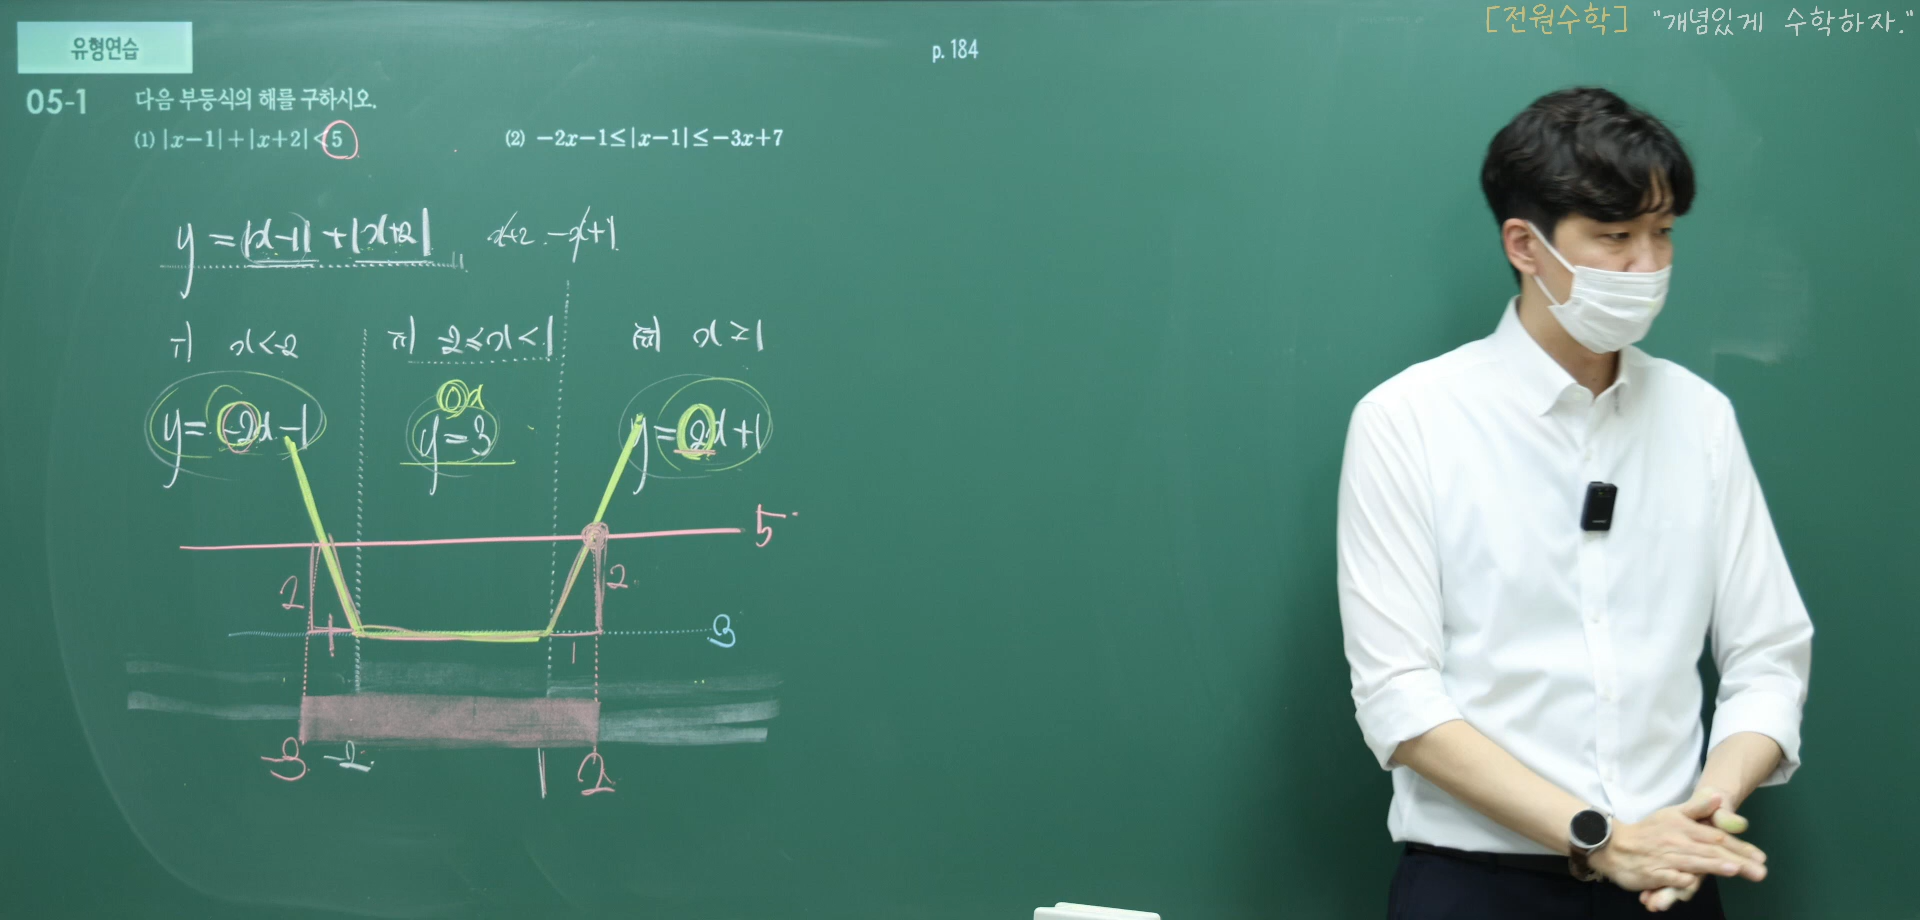 [전원수학] "개념있게 수학하자."
유형연습
p. 184
05-1 다음 부등식의 해를 구하시오.
(1) |x-1|+|x+2|<5 (2) -2x-1≤|x-1|≤-3x+7
y=|x-1|+|x+2| x+2 -x+1
i) x<-2 ii) -2≤x<1 iii) x≥1
0x
y=-2x-1 y=3 y=2x+1
5
2 2
1 1 3
-3 -2 1 2